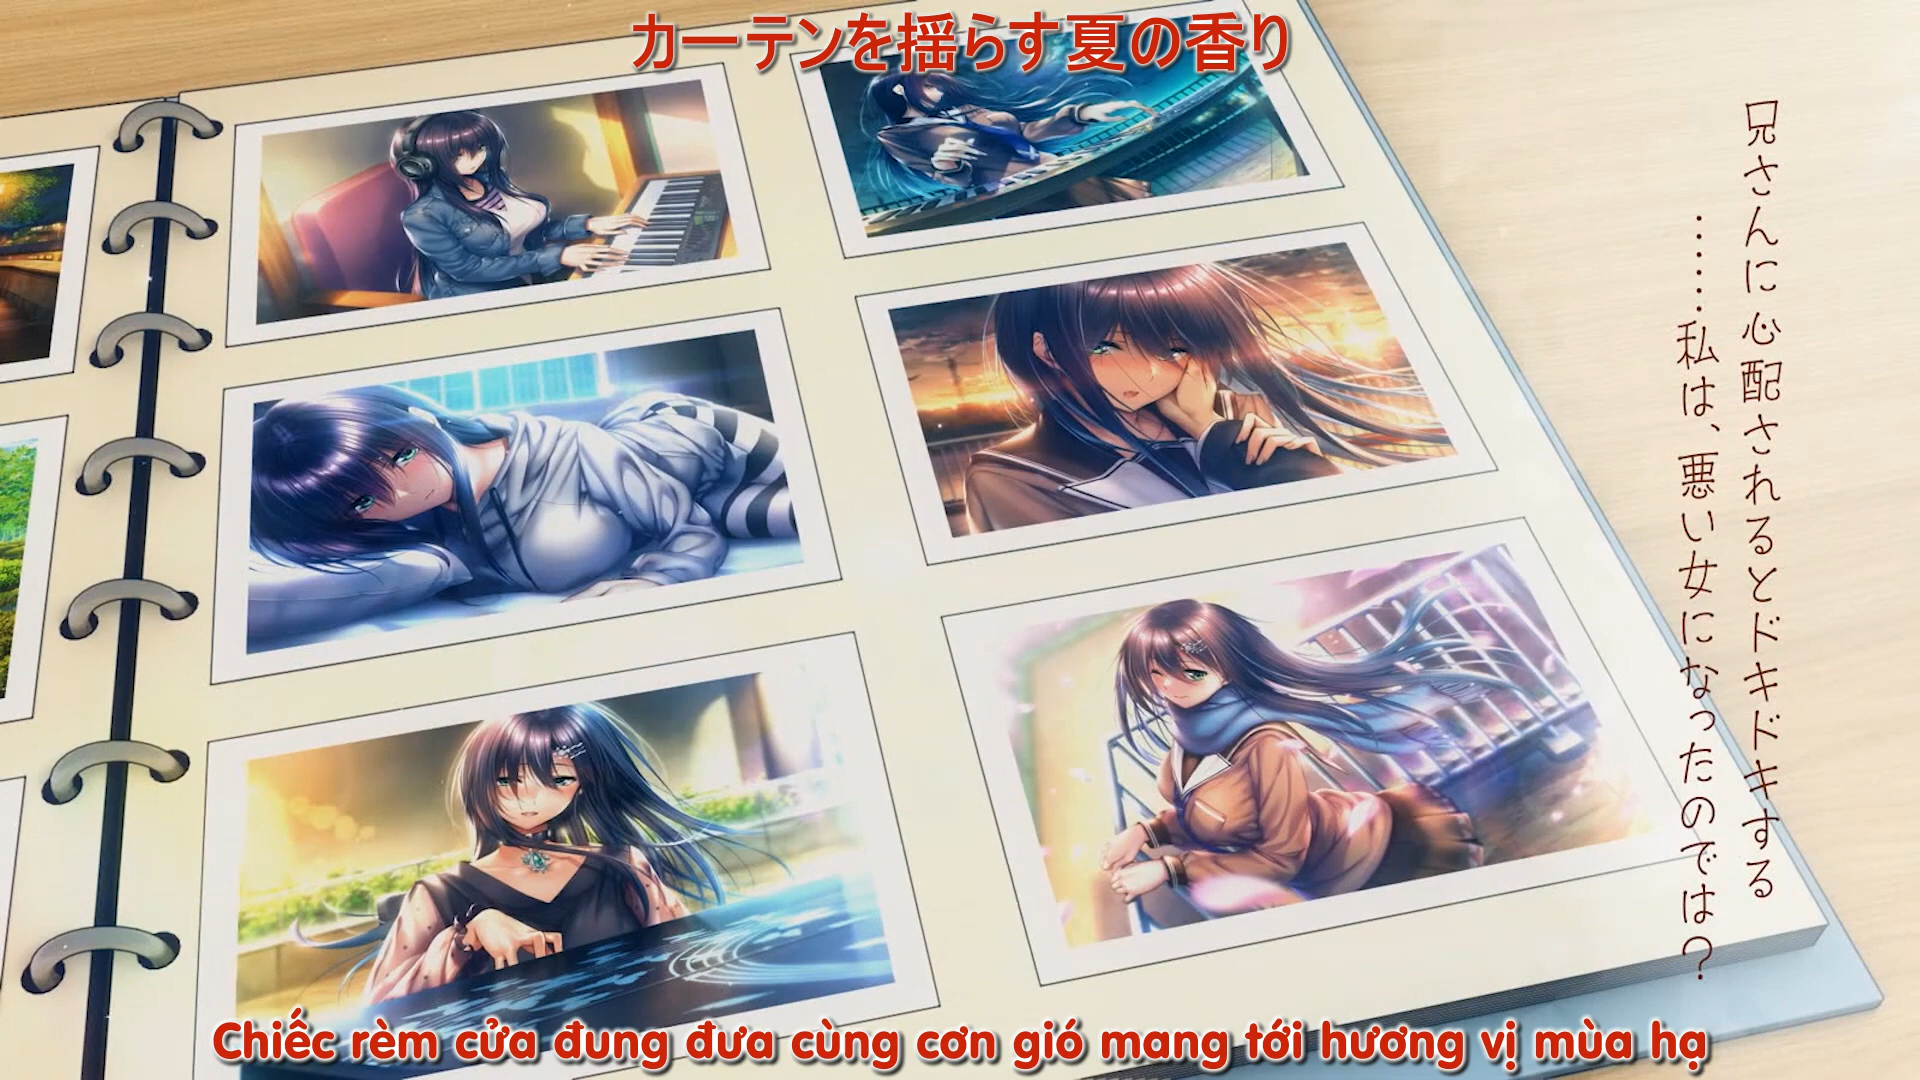 カーテンを揺らす夏の香り
兄さんに心配されるとドキドキする
……私は、悪い女になったのでは？
Chiếc rèm cửa đung đưa cùng cơn gió mang tới hương vị mùa hạ